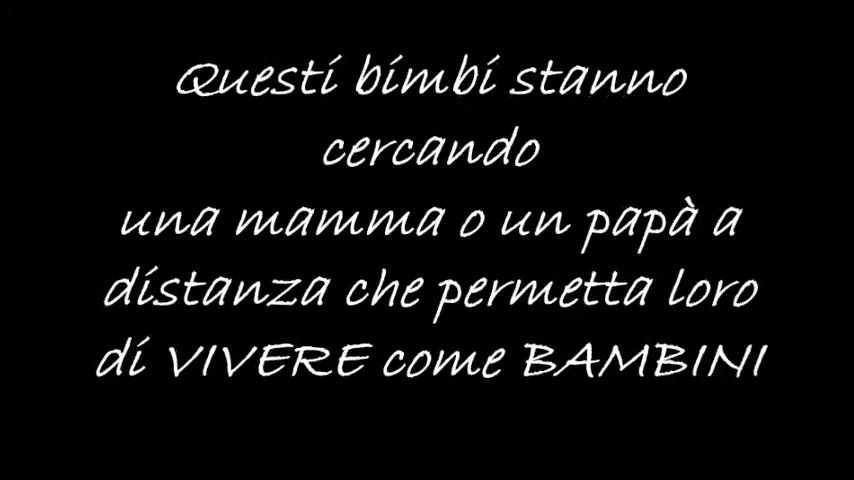 Questi bimbi stanno
cercando
una mamma o un papà a
distanza che permetta loro
di VIVERE come BAMBINI